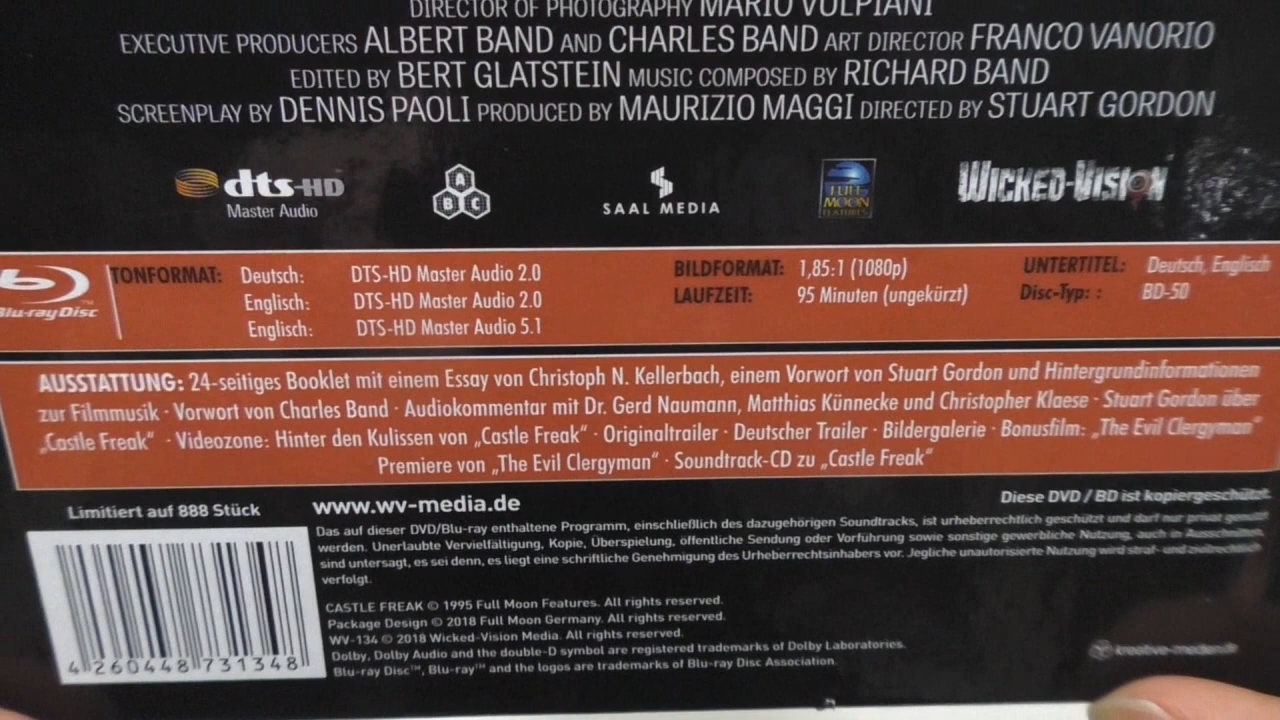 DIRECTOR OF PHOTOGRAPHY MARIO VOLPIANI
EXECUTIVE PRODUCERS ALBERT BAND AND CHARLES BAND ART DIRECTOR FRANCO VANORIO
EDITED BY BERT GLATSTEIN MUSIC COMPOSED BY RICHARD BAND
SCREENPLAY BY DENNIS PAOLI PRODUCED BY MAURIZIO MAGGI DIRECTED BY STUART GORDON
dts-HD
Master Audio
A
B C
SAAL MEDIA
FULL MOON FEATURES
WICKED-VISION
Blu-ray Disc™
TONFORMAT: Deutsch: DTS-HD Master Audio 2.0
Englisch: DTS-HD Master Audio 2.0
Englisch: DTS-HD Master Audio 5.1
BILDFORMAT: 1,85:1 (1080p)
LAUFZEIT: 95 Minuten (ungekürzt)
UNTERTITEL: Deutsch, Englisch
Disc-Typ: : BD-50
AUSSTATTUNG: 24-seitiges Booklet mit einem Essay von Christoph N. Kellerbach, einem Vorwort von Stuart Gordon und Hintergrundinformationen
zur Filmmusik · Vorwort von Charles Band · Audiokommentar mit Dr. Gerd Naumann, Matthias Künnecke und Christopher Klaese · Stuart Gordon über
„Castle Freak“ · Videozone: Hinter den Kulissen von „Castle Freak“ · Originaltrailer · Deutscher Trailer · Bildergalerie · Bonusfilm: „The Evil Clergyman“
Premiere von „The Evil Clergyman“ · Soundtrack-CD zu „Castle Freak“
Limitiert auf 888 Stück
4 260448 731348
www.wv-media.de
Diese DVD / BD ist kopiergeschützt.
Das auf dieser DVD/Blu-ray enthaltene Programm, einschließlich des dazugehörigen Soundtracks, ist urheberrechtlich geschützt und darf nur privat genutzt
werden. Unerlaubte Vervielfältigung, Kopie, Überspielung, öffentliche Sendung oder Vorführung sowie sonstige gewerbliche Nutzung, auch in Ausschnitten
sind untersagt, es sei denn, es liegt eine schriftliche Genehmigung des Urheberrechtsinhabers vor. Jegliche unautorisierte Nutzung wird straf- und zivilrechtlich
verfolgt.
CASTLE FREAK © 1995 Full Moon Features. All rights reserved.
Package Design © 2018 Full Moon Germany. All rights reserved.
WV-134 © 2018 Wicked-Vision Media. All rights reserved.
Dolby, Dolby Audio and the double-D symbol are registered trademarks of Dolby Laboratories.
Blu-ray Disc™, Blu-ray™ and the logos are trademarks of Blu-ray Disc Association.
kreative-median.de